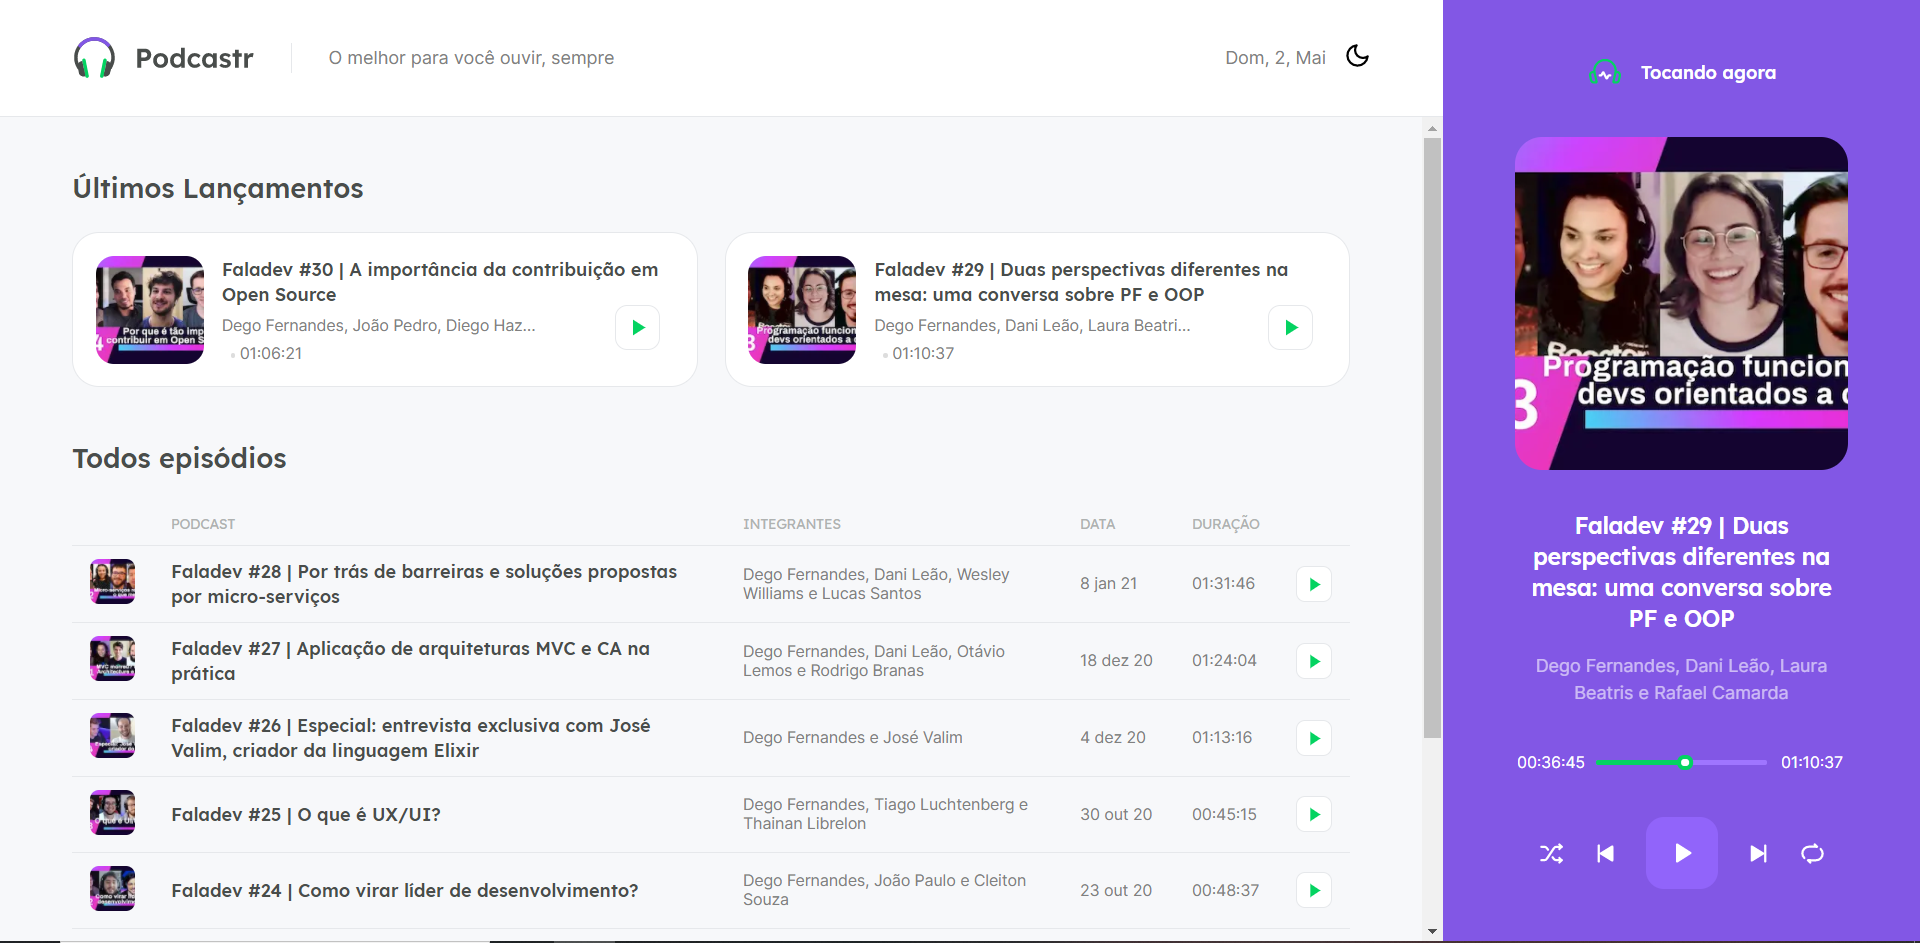 Podcastr
O melhor para você ouvir, sempre
Dom, 2, Mai
Últimos Lançamentos
Por que é tão imp
contribuir em Open S
4
Faladev #30 | A importância da contribuição em
Open Source
Dego Fernandes, João Pedro, Diego Haz...
01:06:21
Programação funcion
devs orientados a c
3
Faladev #29 | Duas perspectivas diferentes na
mesa: uma conversa sobre PF e OOP
Dego Fernandes, Dani Leão, Laura Beatri...
01:10:37
Todos episódios
PODCAST
INTEGRANTES
DATA
DURAÇÃO
Faladev #28 | Por trás de barreiras e soluções propostas
por micro-serviços
Dego Fernandes, Dani Leão, Wesley
Williams e Lucas Santos
8 jan 21
01:31:46
Faladev #27 | Aplicação de arquiteturas MVC e CA na
prática
Dego Fernandes, Dani Leão, Otávio
Lemos e Rodrigo Branas
18 dez 20
01:24:04
Faladev #26 | Especial: entrevista exclusiva com José
Valim, criador da linguagem Elixir
Dego Fernandes e José Valim
4 dez 20
01:13:16
Faladev #25 | O que é UX/UI?
Dego Fernandes, Tiago Luchtenberg e
Thainan Librelon
30 out 20
00:45:15
Faladev #24 | Como virar líder de desenvolvimento?
Dego Fernandes, João Paulo e Cleiton
Souza
23 out 20
00:48:37
Tocando agora
Programação funcion
devs orientados a c
3
Faladev #29 | Duas
perspectivas diferentes na
mesa: uma conversa sobre
PF e OOP
Dego Fernandes, Dani Leão, Laura
Beatris e Rafael Camarda
00:36:45
01:10:37